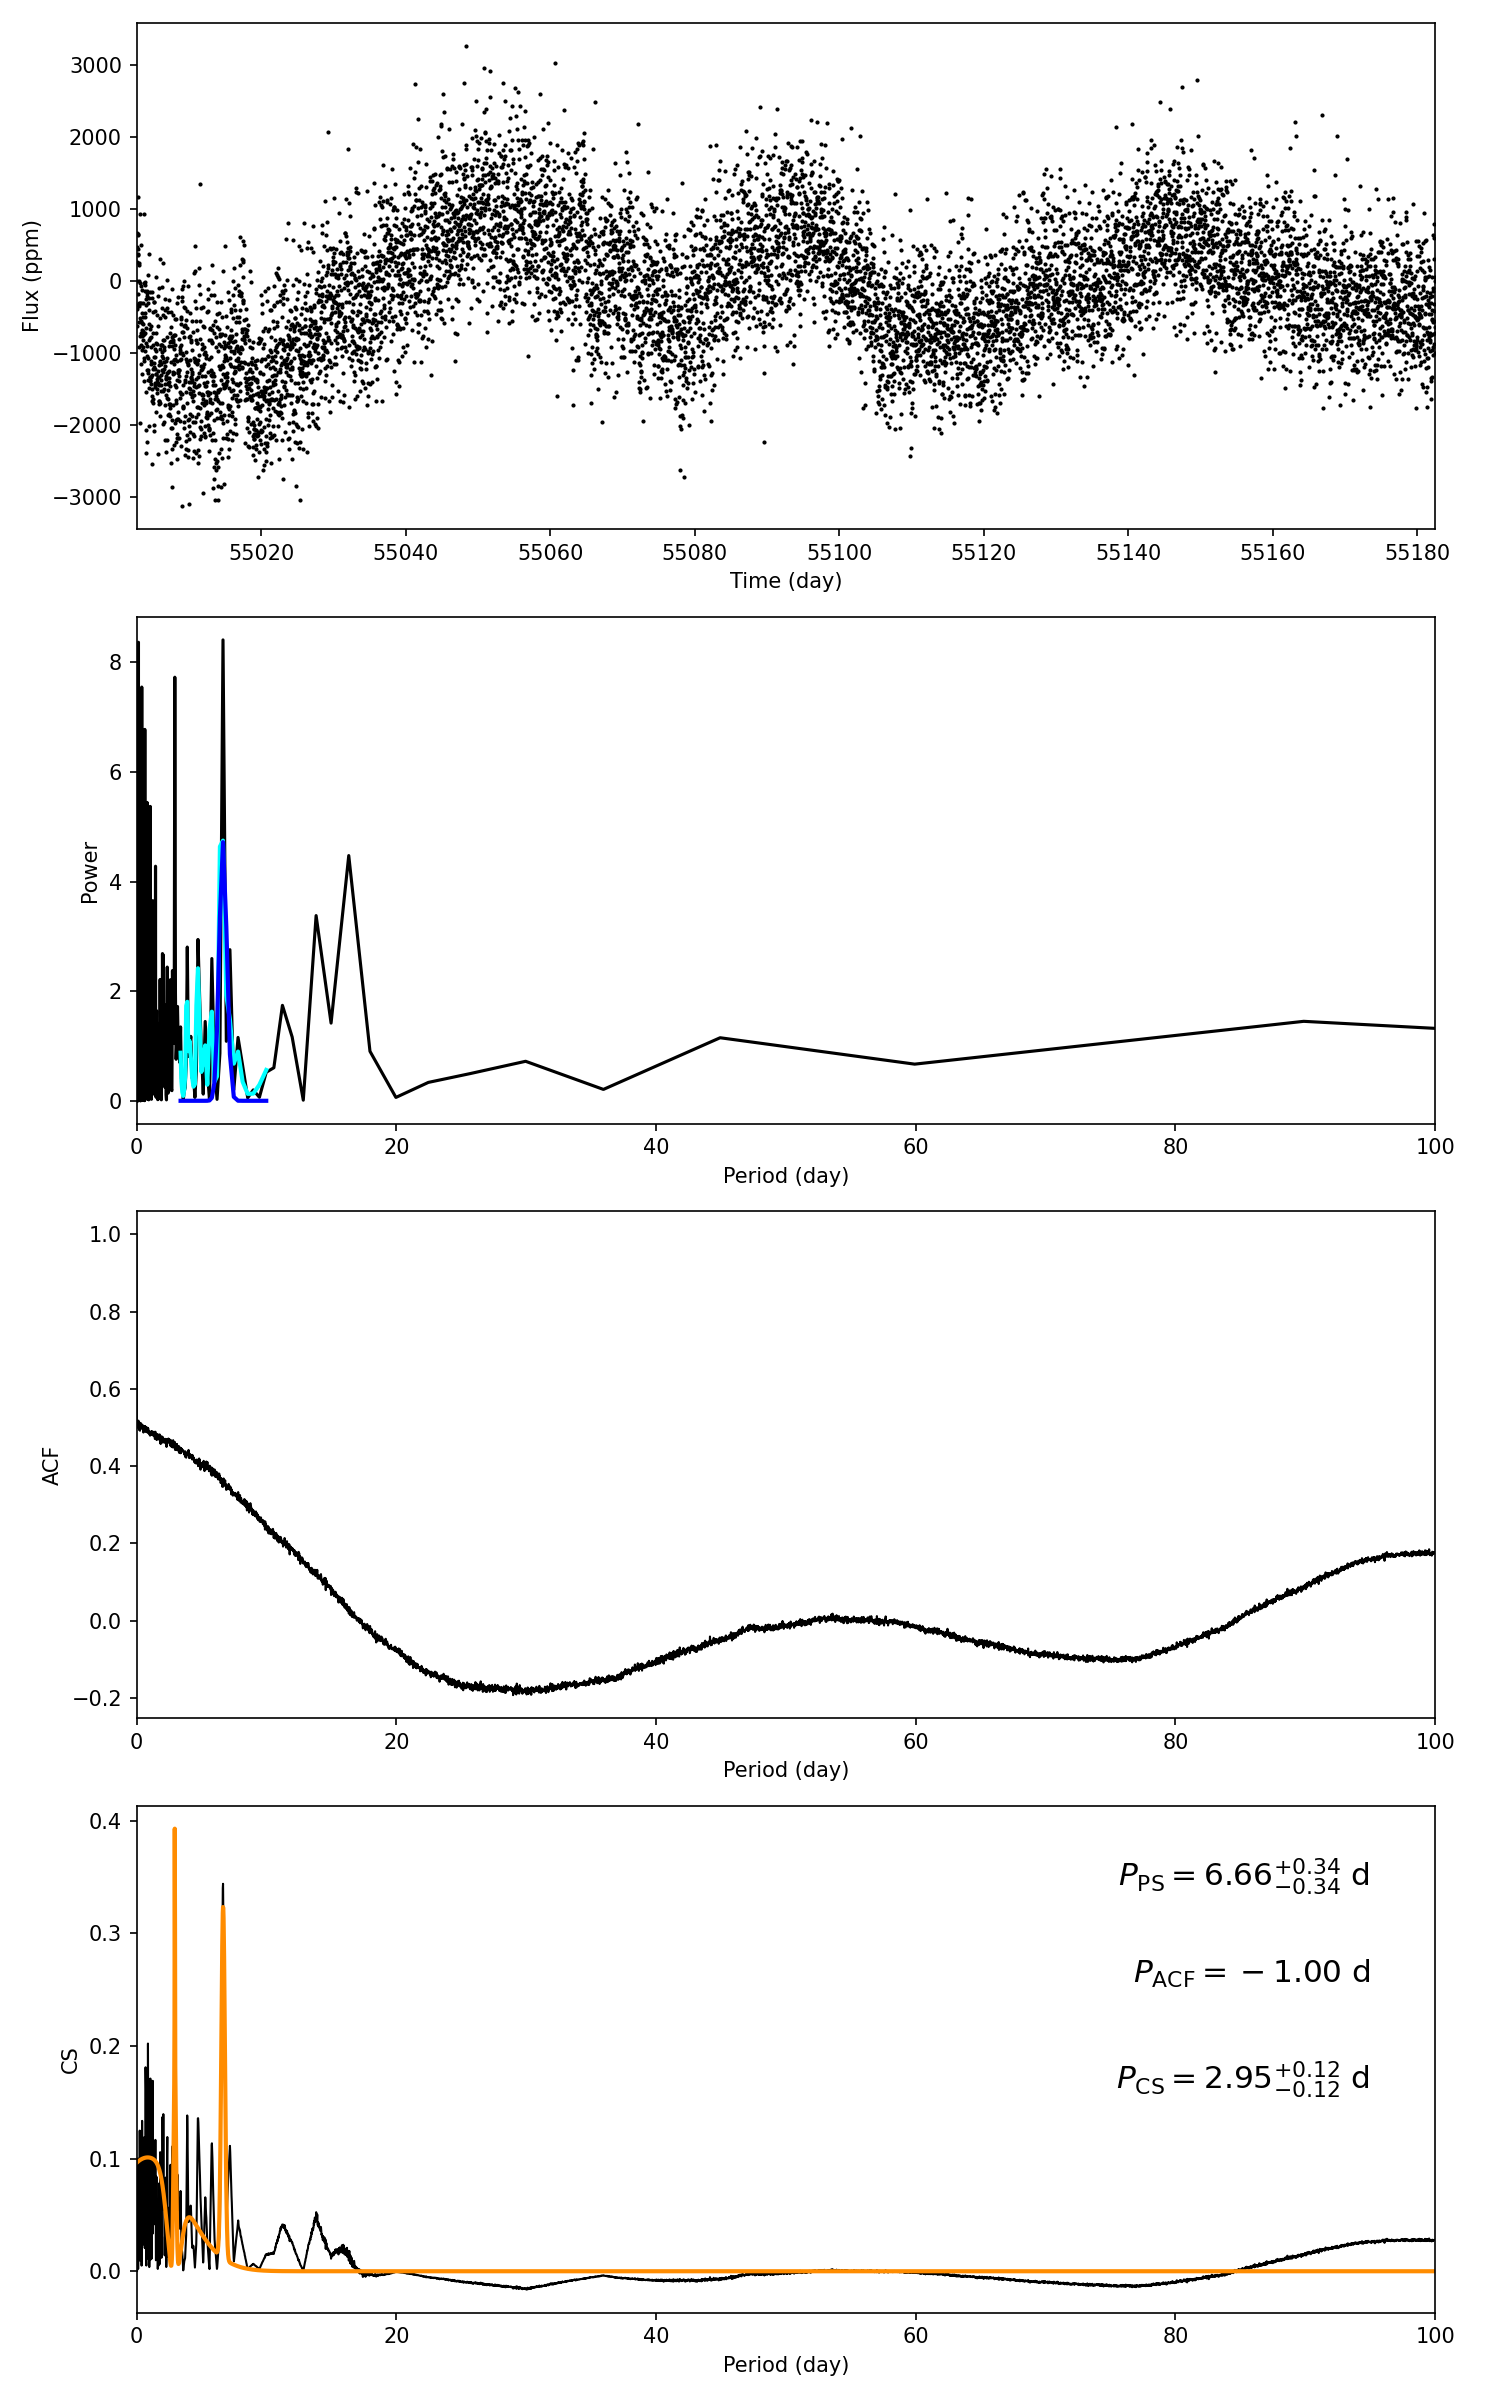 3000
2000
1000
0
−1000
−2000
−3000
Flux (ppm)
55020 55040 55060 55080 55100 55120 55140 55160 55180
Time (day)
8
6
4
2
0
Power
0 20 40 60 80 100
Period (day)
1.0
0.8
0.6
0.4
0.2
0.0
−0.2
ACF
0 20 40 60 80 100
Period (day)
0.4
0.3
0.2
0.1
0.0
CS
P_PS = 6.66 +0.34 −0.34 d
P_ACF = −1.00 d
P_CS = 2.95 +0.12 −0.12 d
0 20 40 60 80 100
Period (day)